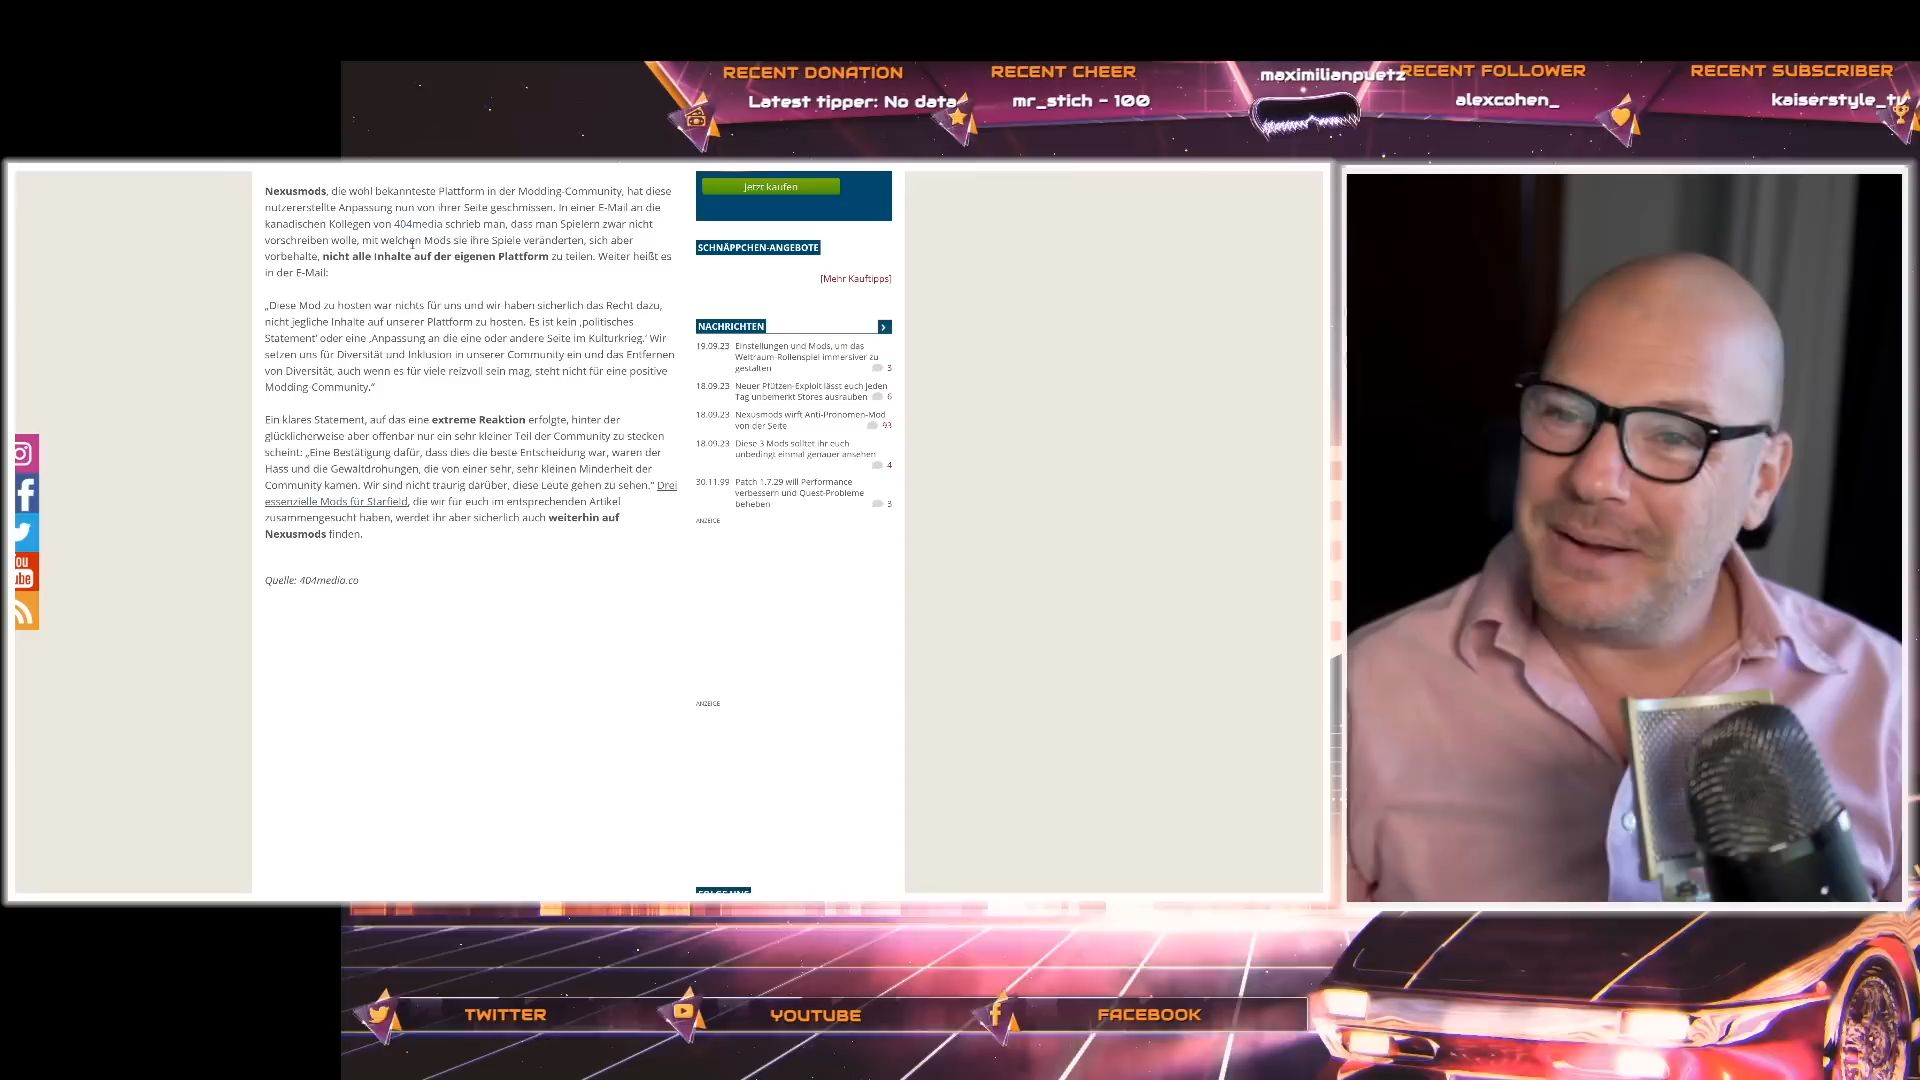 RECENT DONATION
Latest tipper: No data
RECENT CHEER
mr_stich - 100
maximilianpuetz
RECENT FOLLOWER
alexcohen_
RECENT SUBSCRIBER
kaiserstyle_tv
Nexusmods, die wohl bekannteste Plattform in der Modding-Community, hat diese
nutzererstellte Anpassung nun von ihrer Seite geschmissen. In einer E-Mail an die
kanadischen Kollegen von 404media schrieb man, dass man Spielern zwar nicht
vorschreiben wolle, mit welchen Mods sie ihre Spiele veränderten, sich aber
vorbehalte, nicht alle Inhalte auf der eigenen Plattform zu teilen. Weiter heißt es
in der E-Mail:
„Diese Mod zu hosten war nichts für uns und wir haben sicherlich das Recht dazu,
nicht jegliche Inhalte auf unserer Plattform zu hosten. Es ist kein ‚politisches
Statement' oder eine ‚Anpassung an die eine oder andere Seite im Kulturkrieg.' Wir
setzen uns für Diversität und Inklusion in unserer Community ein und das Entfernen
von Diversität, auch wenn es für viele reizvoll sein mag, steht nicht für eine positive
Modding-Community.“
Ein klares Statement, auf das eine extreme Reaktion erfolgte, hinter der
glücklicherweise aber offenbar nur ein sehr kleiner Teil der Community zu stecken
scheint: „Eine Bestätigung dafür, dass dies die beste Entscheidung war, waren der
Hass und die Gewaltdrohungen, die von einer sehr, sehr kleinen Minderheit der
Community kamen. Wir sind nicht traurig darüber, diese Leute gehen zu sehen.“ Drei
essenzielle Mods für Starfield, die wir für euch im entsprechenden Artikel
zusammengesucht haben, werdet ihr aber sicherlich auch weiterhin auf
Nexusmods finden.
Quelle: 404media.co
Jetzt kaufen
SCHNÄPPCHEN-ANGEBOTE
[Mehr Kauftipps]
NACHRICHTEN
19.09.23 Einstellungen und Mods, um das
Weltraum-Rollenspiel immersiver zu
gestalten 3
18.09.23 Neuer Pfützen-Exploit lässt euch jeden
Tag unbemerkt Stores ausrauben 6
18.09.23 Nexusmods wirft Anti-Pronomen-Mod
von der Seite 93
18.09.23 Diese 3 Mods solltet ihr euch
unbedingt einmal genauer ansehen
4
30.11.99 Patch 1.7.29 will Performance
verbessern und Quest-Probleme
beheben 3
ANZEIGE
ANZEIGE
FOLGE UNS
You
Tube
TWITTER
YOUTUBE
FACEBOOK